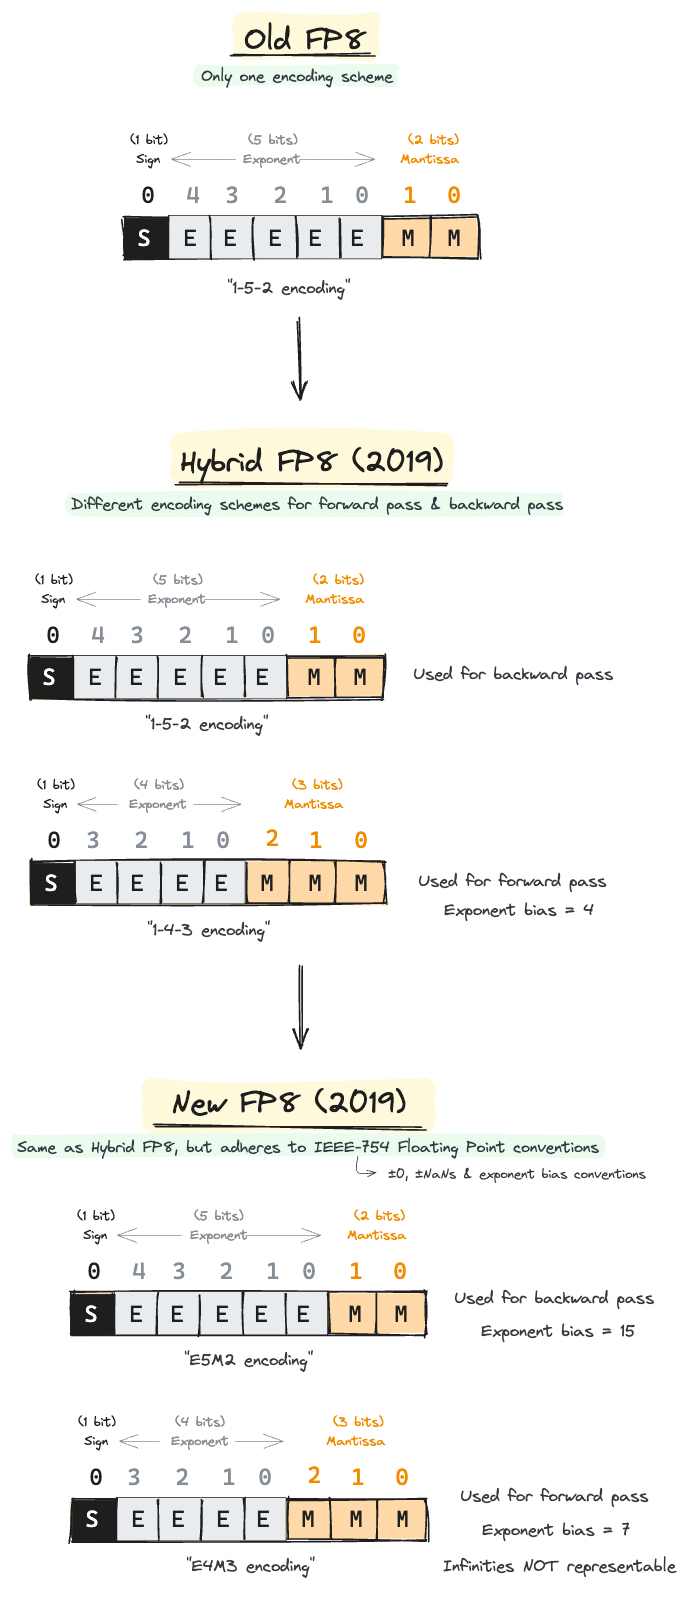 Old FP8
Only one encoding scheme
(1 bit) (5 bits) (2 bits)
Sign Exponent Mantissa
0 4 3 2 1 0 1 0
S E E E E E M M
"1-5-2 encoding"
Hybrid FP8 (2019)
Different encoding schemes for forward pass & backward pass
(1 bit) (5 bits) (2 bits)
Sign Exponent Mantissa
0 4 3 2 1 0 1 0
S E E E E E M M
Used for backward pass
"1-5-2 encoding"
(1 bit) (4 bits) (3 bits)
Sign Exponent Mantissa
0 3 2 1 0 2 1 0
S E E E E M M M
Used for forward pass
Exponent bias = 4
"1-4-3 encoding"
New FP8 (2019)
Same as Hybrid FP8, but adheres to IEEE-754 Floating Point conventions
±0, ±NaNs & exponent bias conventions
(1 bit) (5 bits) (2 bits)
Sign Exponent Mantissa
0 4 3 2 1 0 1 0
S E E E E E M M
Used for backward pass
Exponent bias = 15
"E5M2 encoding"
(1 bit) (4 bits) (3 bits)
Sign Exponent Mantissa
0 3 2 1 0 2 1 0
S E E E E M M M
Used for forward pass
Exponent bias = 7
"E4M3 encoding"
Infinities NOT representable